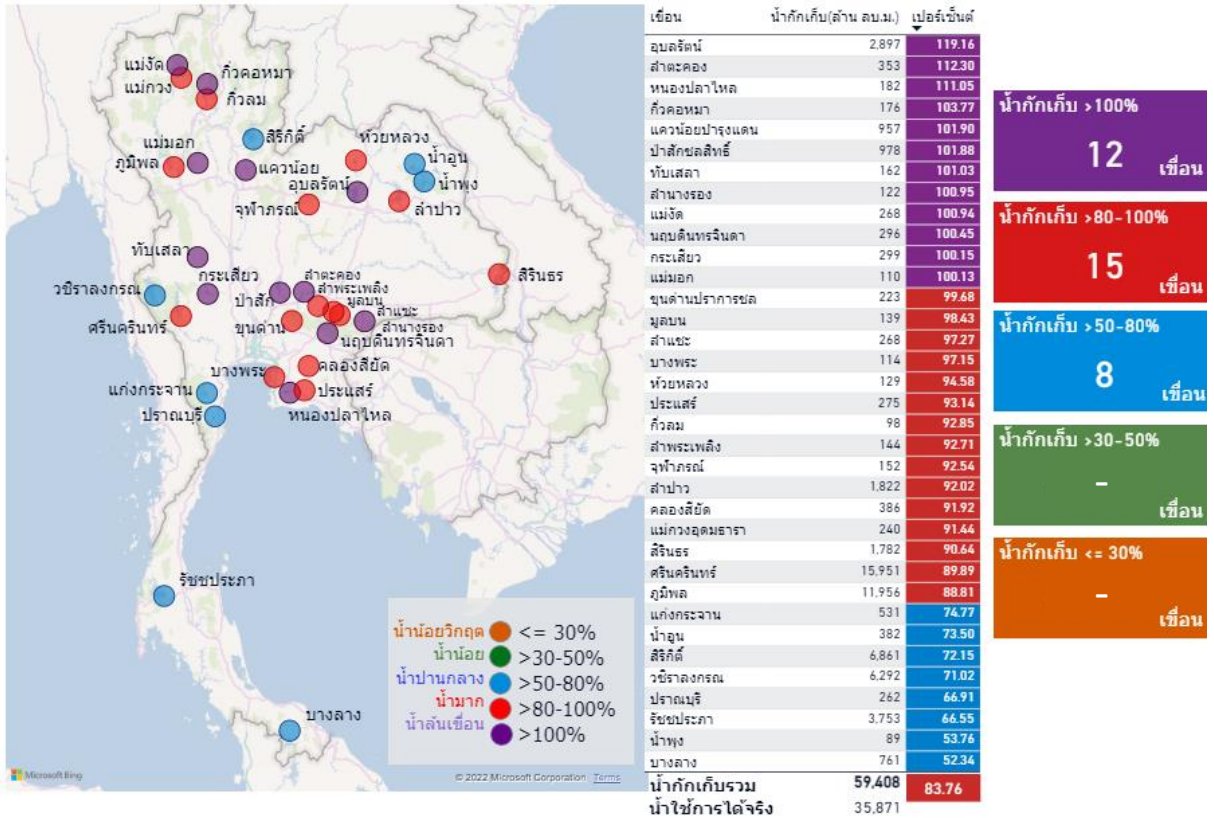 แม่งัด
แม่กวง
กิ่วคอหมา
กิ่วลม
สิริกิติ์
ห้วยหลวง
แม่มอก
ภูมิพล
แควน้อย
น้ำอูน
น้ำพุง
อุบลรัตน์
จุฬาภรณ์
ลำปาว
ทับเสลา
สิรินธร
กระเสียว
ลำตะคอง
วชิราลงกรณ
ป่าสัก
ลำพระเพลิง
มูลบน
ลำแชะ
ศรีนครินทร์
ขุนด่าน
ลำนางรอง
นฤบดินทรจินดา
บางพระ
คลองสียัด
แก่งกระจาน
ประแสร์
ปราณบุรี
หนองปลาไหล
รัชชประภา
บางลาง
น้ำน้อยวิกฤต <= 30%
น้ำน้อย >30-50%
น้ำปานกลาง >50-80%
น้ำมาก >80-100%
น้ำล้นเขื่อน >100%
Microsoft Bing
© 2022 Microsoft Corporation Terms
เขื่อน น้ำกักเก็บ(ล้าน ลบ.ม.) เปอร์เซ็นต์
อุบลรัตน์ 2,897 119.16
ลำตะคอง 353 112.30
หนองปลาไหล 182 111.05
กิ่วคอหมา 176 103.77
แควน้อยบำรุงแดน 957 101.90
ป่าสักชลสิทธิ์ 978 101.88
ทับเสลา 162 101.03
ลำนางรอง 122 100.95
แม่งัด 268 100.94
นฤบดินทรจินดา 296 100.45
กระเสียว 299 100.15
แม่มอก 110 100.13
ขุนด่านปราการชล 223 99.68
มูลบน 139 98.43
ลำแชะ 268 97.27
บางพระ 114 97.15
ห้วยหลวง 129 94.58
ประแสร์ 275 93.14
กิ่วลม 98 92.85
ลำพระเพลิง 144 92.71
จุฬาภรณ์ 152 92.54
ลำปาว 1,822 92.02
คลองสียัด 386 91.92
แม่กวงอุดมธารา 240 91.44
สิรินธร 1,782 90.64
ศรีนครินทร์ 15,951 89.89
ภูมิพล 11,956 88.81
แก่งกระจาน 531 74.77
น้ำอูน 382 73.50
สิริกิติ์ 6,861 72.15
วชิราลงกรณ 6,292 71.02
ปราณบุรี 262 66.91
รัชชประภา 3,753 66.55
น้ำพุง 89 53.76
บางลาง 761 52.34
น้ำกักเก็บรวม 59,408 83.76
น้ำใช้การได้จริง 35,871
น้ำกักเก็บ >100%
12
เขื่อน
น้ำกักเก็บ >80-100%
15
เขื่อน
น้ำกักเก็บ >50-80%
8
เขื่อน
น้ำกักเก็บ >30-50%
-
เขื่อน
น้ำกักเก็บ <= 30%
-
เขื่อน